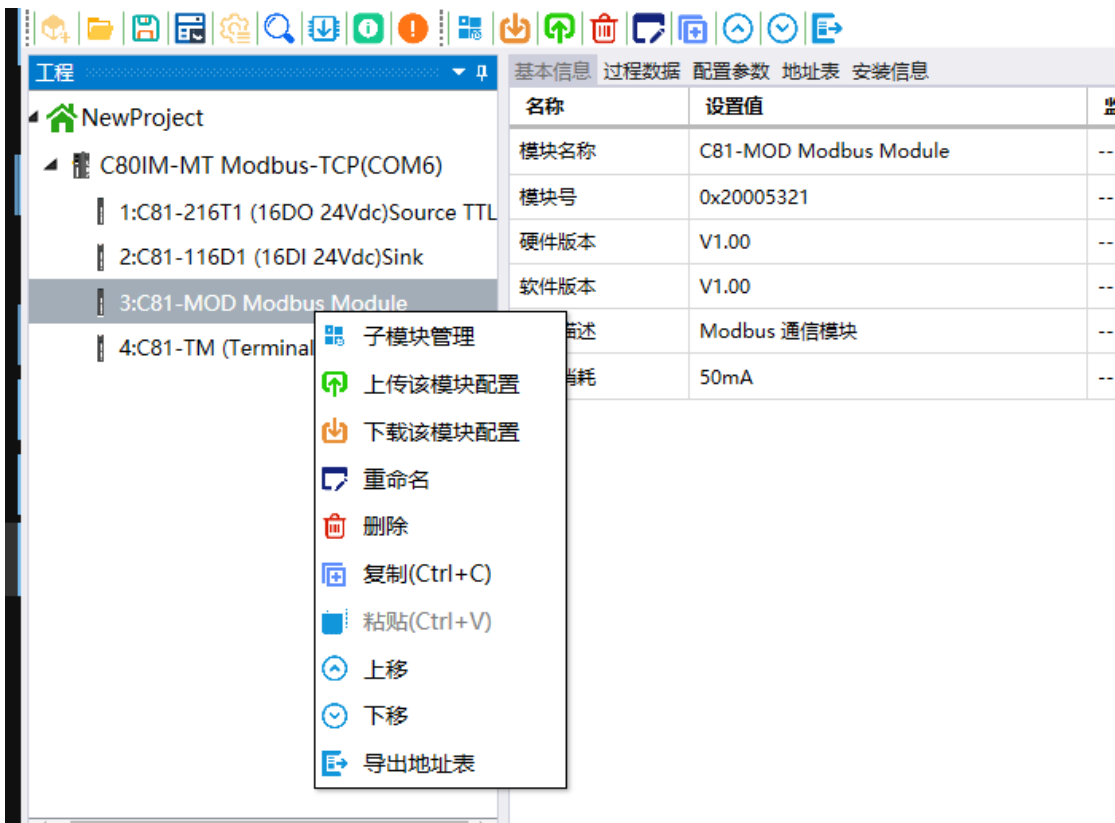 工程
基本信息 过程数据 配置参数 地址表 安装信息
名称 设置值
NewProject
模块名称 C81-MOD Modbus Module --
C80IM-MT Modbus-TCP(COM6)
模块号 0x20005321 --
1:C81-216T1 (16DO 24Vdc)Source TTL
硬件版本 V1.00 --
2:C81-116D1 (16DI 24Vdc)Sink
软件版本 V1.00 --
3:C81-MOD Modbus Module
描述 Modbus 通信模块 --
4:C81-TM (Terminal
消耗 50mA --
子模块管理
上传该模块配置
下载该模块配置
重命名
删除
复制(Ctrl+C)
粘贴(Ctrl+V)
上移
下移
导出地址表